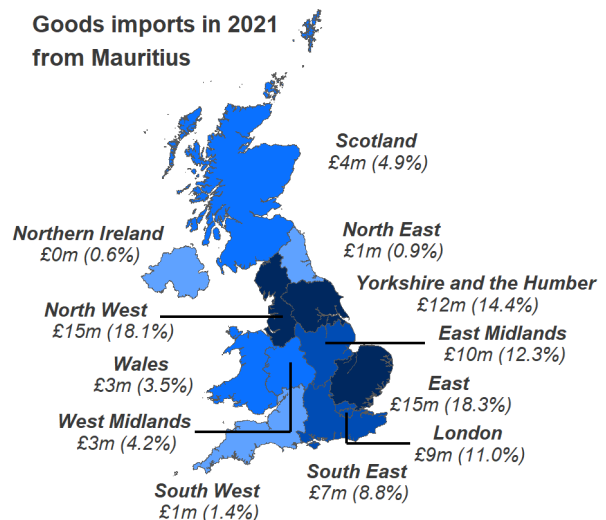 Goods imports in 2021
from Mauritius
Scotland
£4m (4.9%)
Northern Ireland
£0m (0.6%)
North East
£1m (0.9%)
Yorkshire and the Humber
£12m (14.4%)
North West
£15m (18.1%)
East Midlands
£10m (12.3%)
Wales
£3m (3.5%)
East
£15m (18.3%)
West Midlands
£3m (4.2%)
London
£9m (11.0%)
South East
£7m (8.8%)
South West
£1m (1.4%)